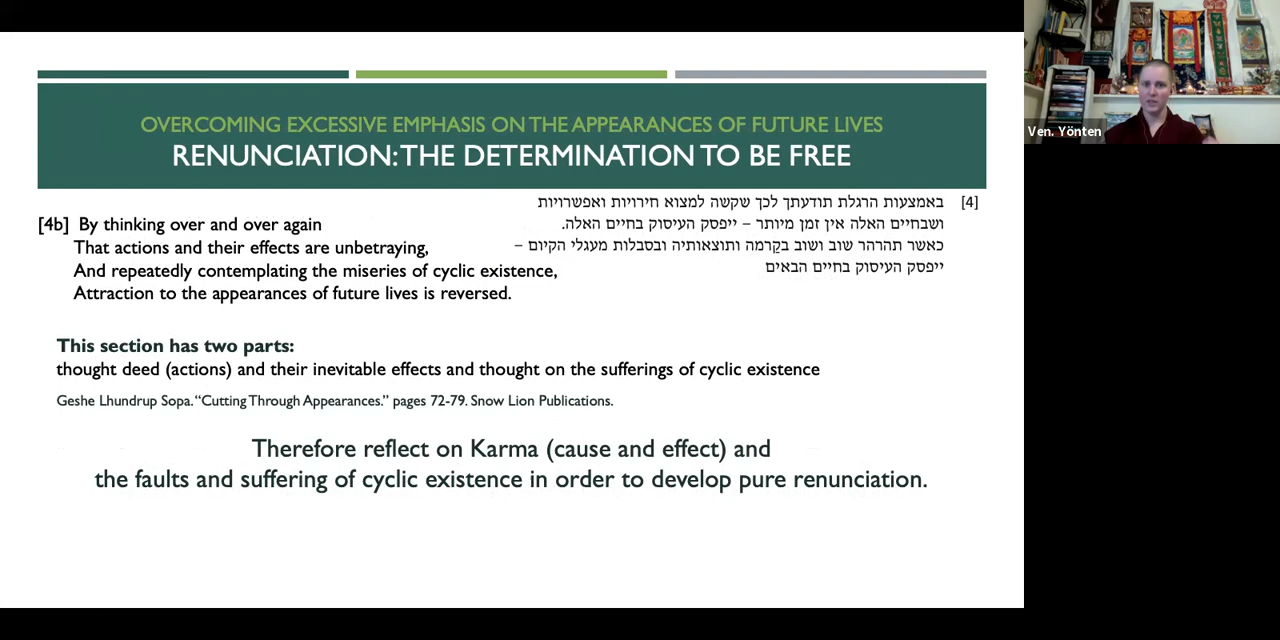 OVERCOMING EXCESSIVE EMPHASIS ON THE APPEARANCES OF FUTURE LIVES
RENUNCIATION: THE DETERMINATION TO BE FREE
[4] באמצעות הרגלת תודעתך לכך שקשה למצוא חירויות ואפשרויות
ושבחיים האלה אין זמן מיותר – ייפסק העיסוק בחיים האלה.
כאשר תהרהר שוב ושוב בקַרמה ותוצאותיה ובסבלות מעגלי הקיום –
ייפסק העיסוק בחיים הבאים
[4b] By thinking over and over again
That actions and their effects are unbetraying,
And repeatedly contemplating the miseries of cyclic existence,
Attraction to the appearances of future lives is reversed.
This section has two parts:
thought deed (actions) and their inevitable effects and thought on the sufferings of cyclic existence
Geshe Lhundrup Sopa. “Cutting Through Appearances.” pages 72-79. Snow Lion Publications.
Therefore reflect on Karma (cause and effect) and
the faults and suffering of cyclic existence in order to develop pure renunciation.
Ven. Yönten